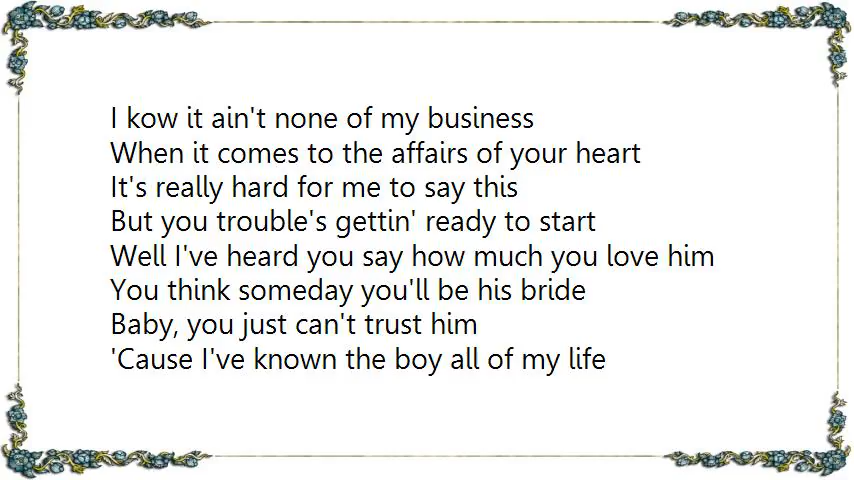 I kow it ain't none of my business
When it comes to the affairs of your heart
It's really hard for me to say this
But you trouble's gettin' ready to start
Well I've heard you say how much you love him
You think someday you'll be his bride
Baby, you just can't trust him
'Cause I've known the boy all of my life